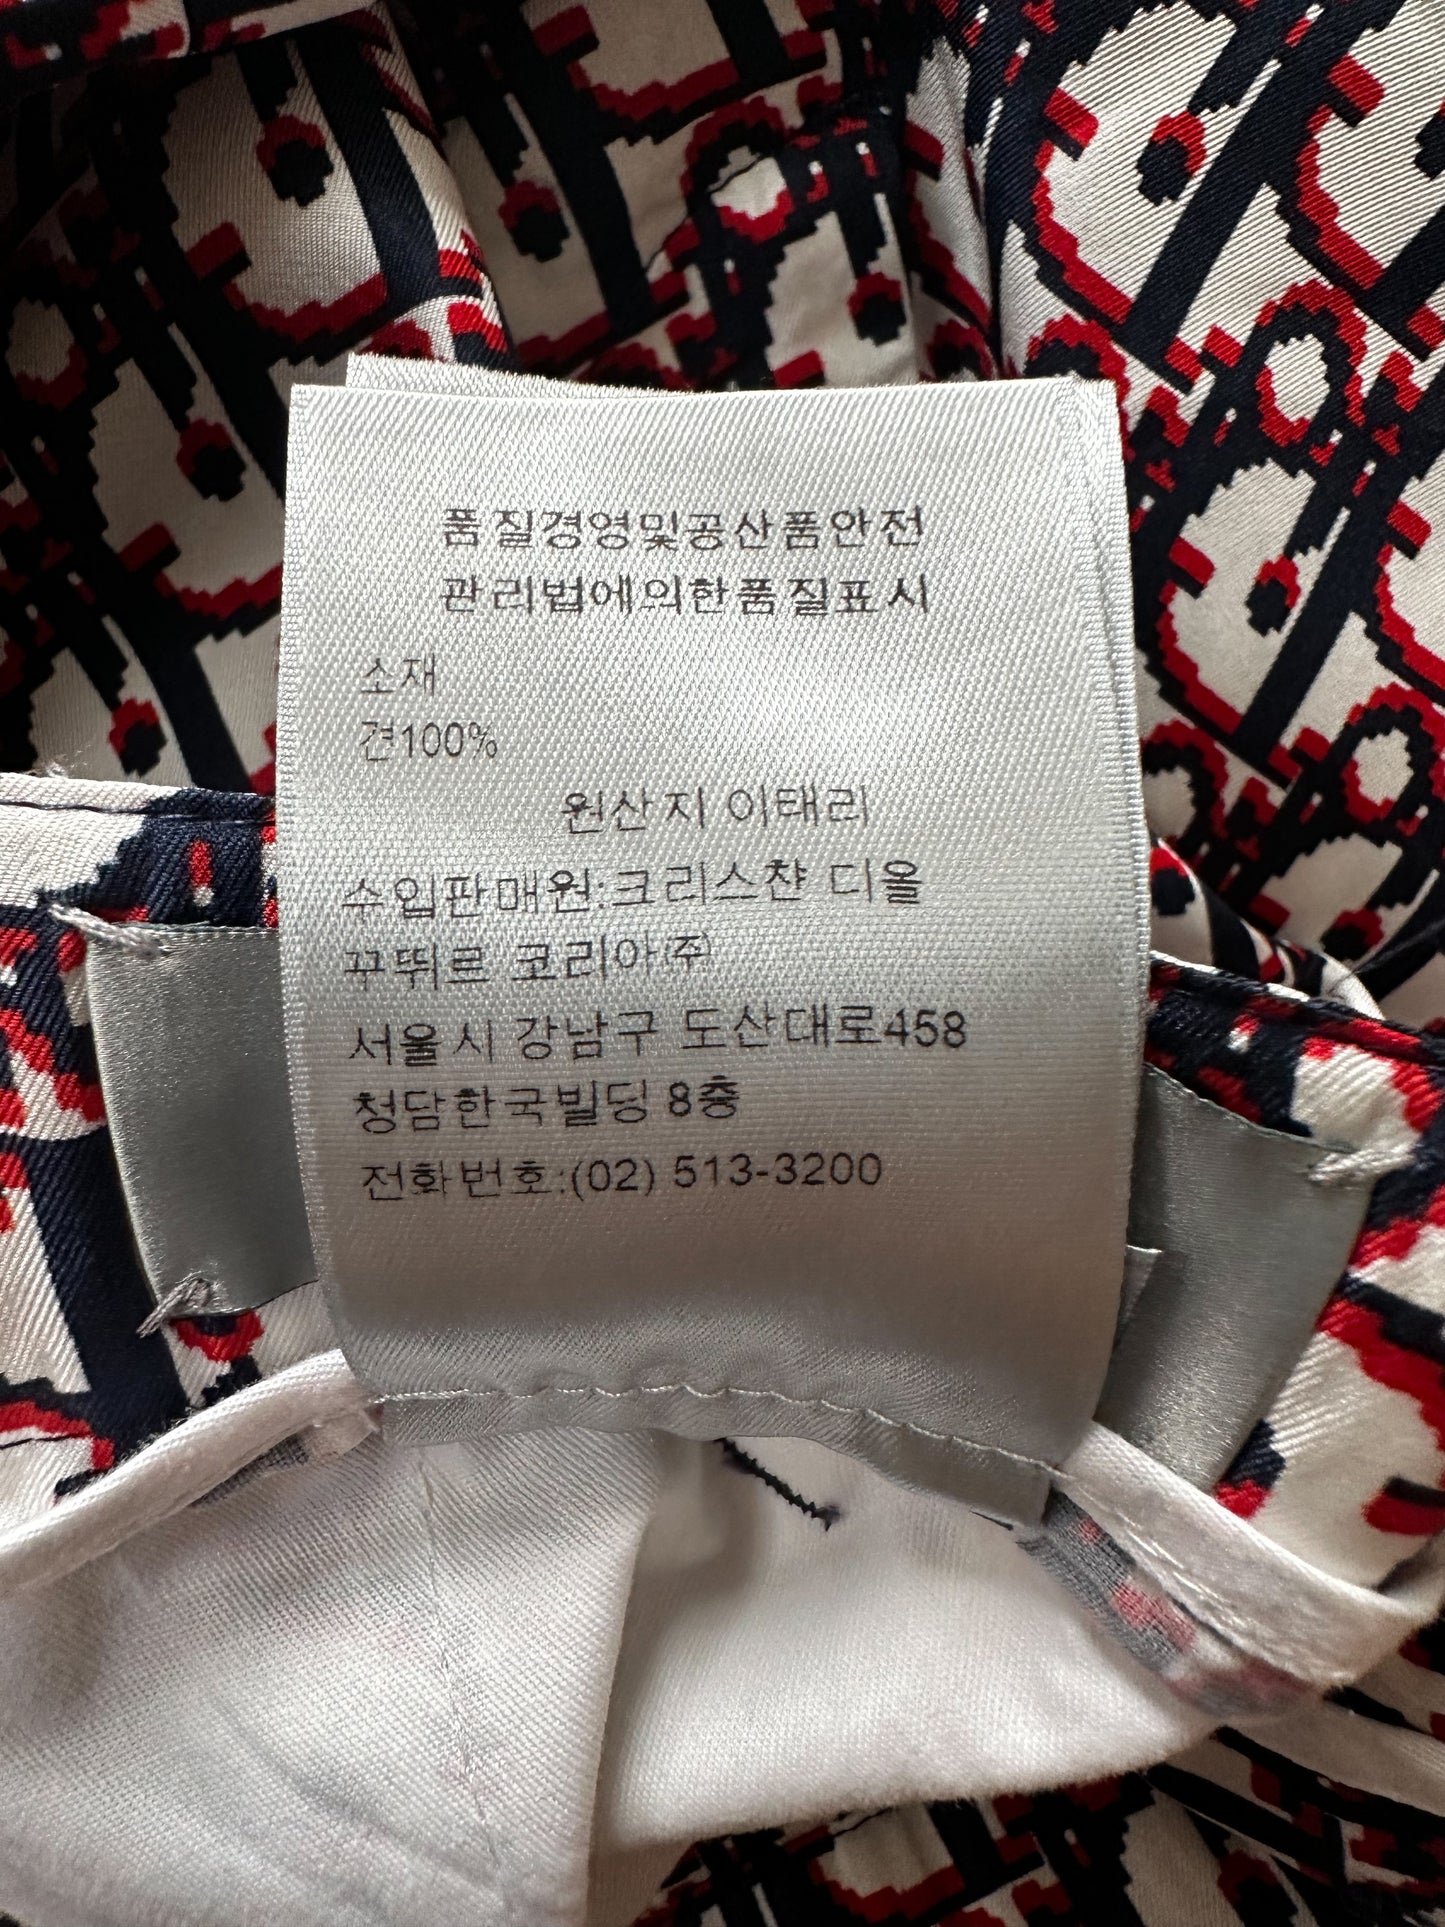 품질경영및공산품안전
관리법에의한품질표시
소재
견100%
원산지 이태리
수입판매원:크리스챤 디올
꾸뛰르 코리아(주)
서울시 강남구 도산대로458
청담한국빌딩 8층
전화번호:(02) 513-3200